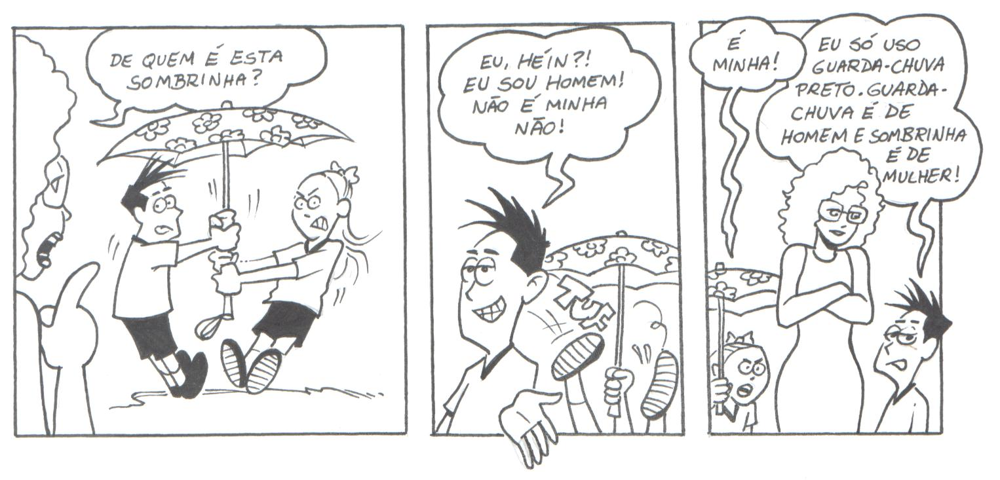 DE QUEM É ESTA
SOMBRINHA?
EU, HÉIN?!
EU SOU HOMEM!
NÃO É MINHA
NÃO!
TUF
É
MINHA!
EU SÓ USO
GUARDA-CHUVA
PRETO. GUARDA-
CHUVA É DE
HOMEM E SOMBRINHA
É DE
MULHER!